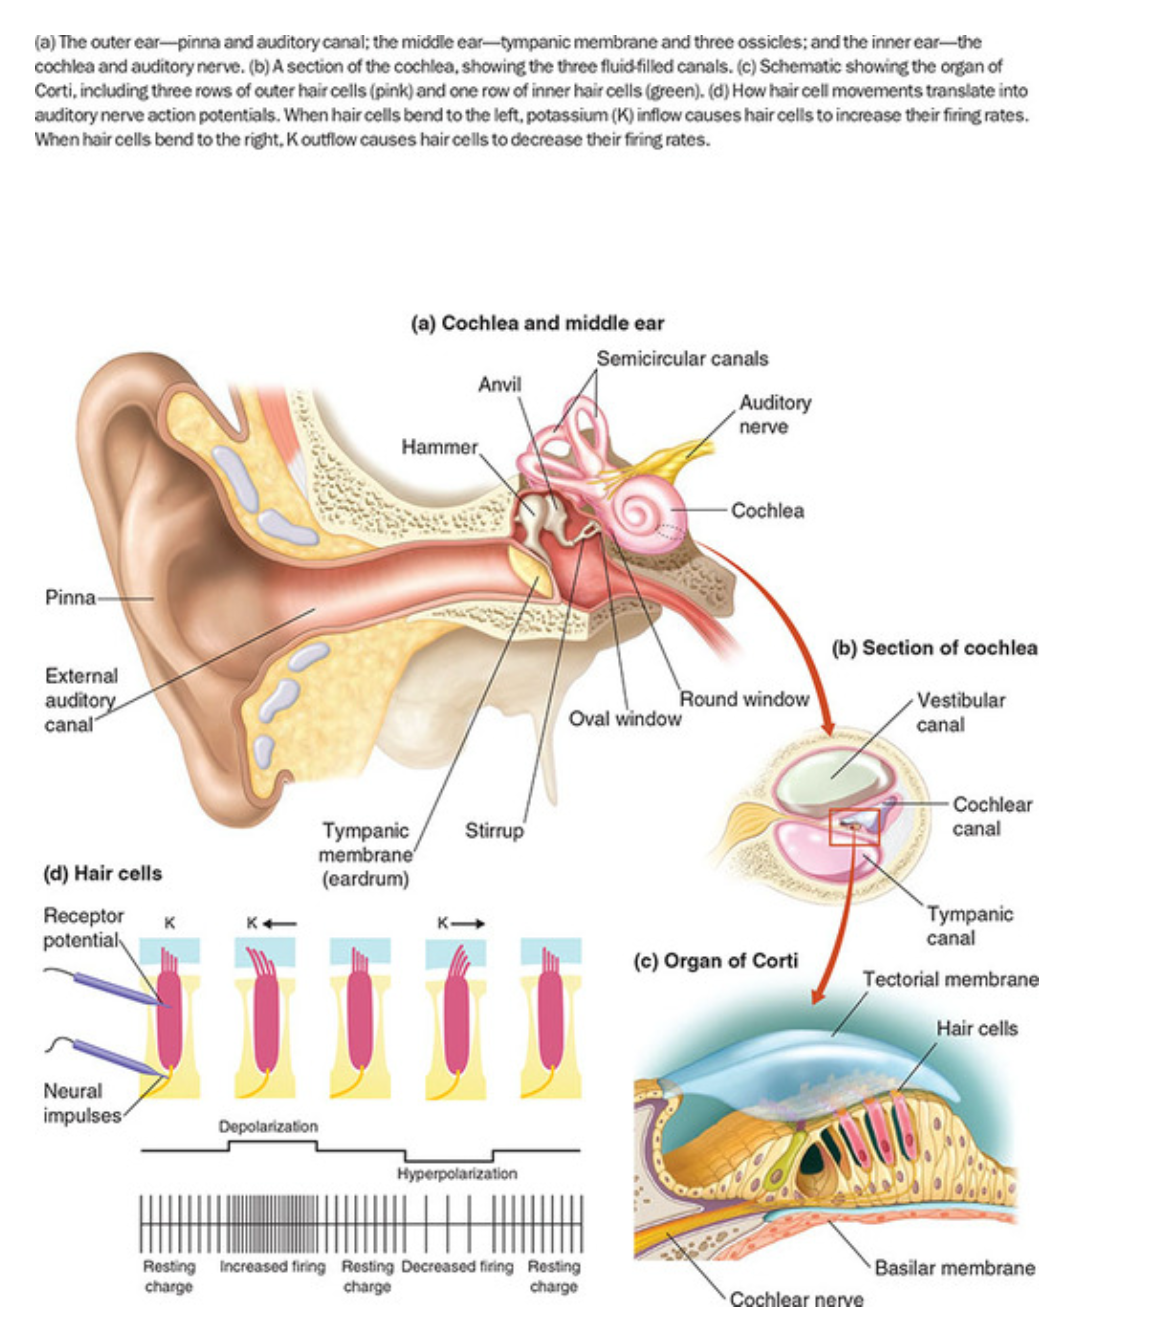 (a) The outer ear—pinna and auditory canal; the middle ear—tympanic membrane and three ossicles; and the inner ear—the
cochlea and auditory nerve. (b) A section of the cochlea, showing the three fluid-filled canals. (c) Schematic showing the organ of
Corti, including three rows of outer hair cells (pink) and one row of inner hair cells (green). (d) How hair cell movements translate into
auditory nerve action potentials. When hair cells bend to the left, potassium (K) inflow causes hair cells to increase their firing rates.
When hair cells bend to the right, K outflow causes hair cells to decrease their firing rates.
(a) Cochlea and middle ear
Semicircular canals
Anvil
Auditory
nerve
Hammer
Cochlea
Pinna
External
auditory
canal
Round window
Oval window
Stirrup
Tympanic
membrane
(eardrum)
(b) Section of cochlea
Vestibular
canal
Cochlear
canal
Tympanic
canal
(c) Organ of Corti
Tectorial membrane
Hair cells
Basilar membrane
Cochlear nerve
(d) Hair cells
Receptor
potential
K
K
K
Neural
impulses
Depolarization
Hyperpolarization
Resting
charge
Increased firing
Resting
charge
Decreased firing
Resting
charge